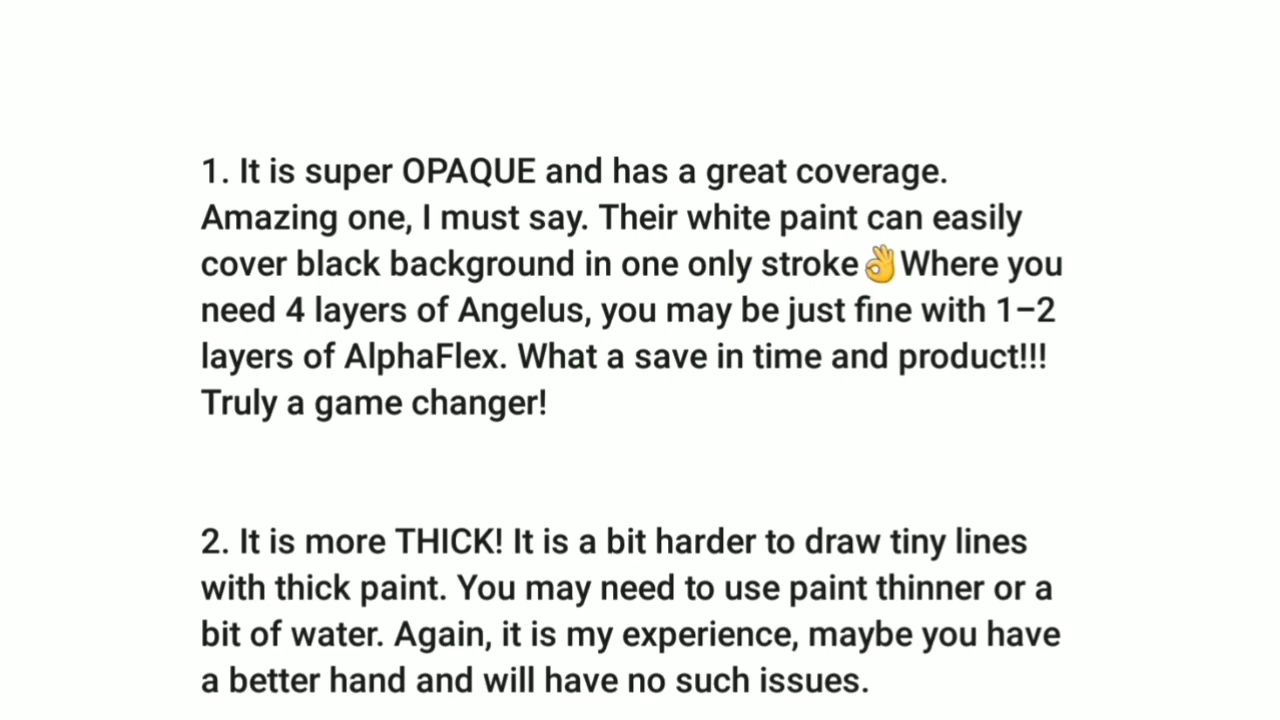 1. It is super OPAQUE and has a great coverage.
Amazing one, I must say. Their white paint can easily
cover black background in one only stroke👌Where you
need 4 layers of Angelus, you may be just fine with 1–2
layers of AlphaFlex. What a save in time and product!!!
Truly a game changer!
2. It is more THICK! It is a bit harder to draw tiny lines
with thick paint. You may need to use paint thinner or a
bit of water. Again, it is my experience, maybe you have
a better hand and will have no such issues.